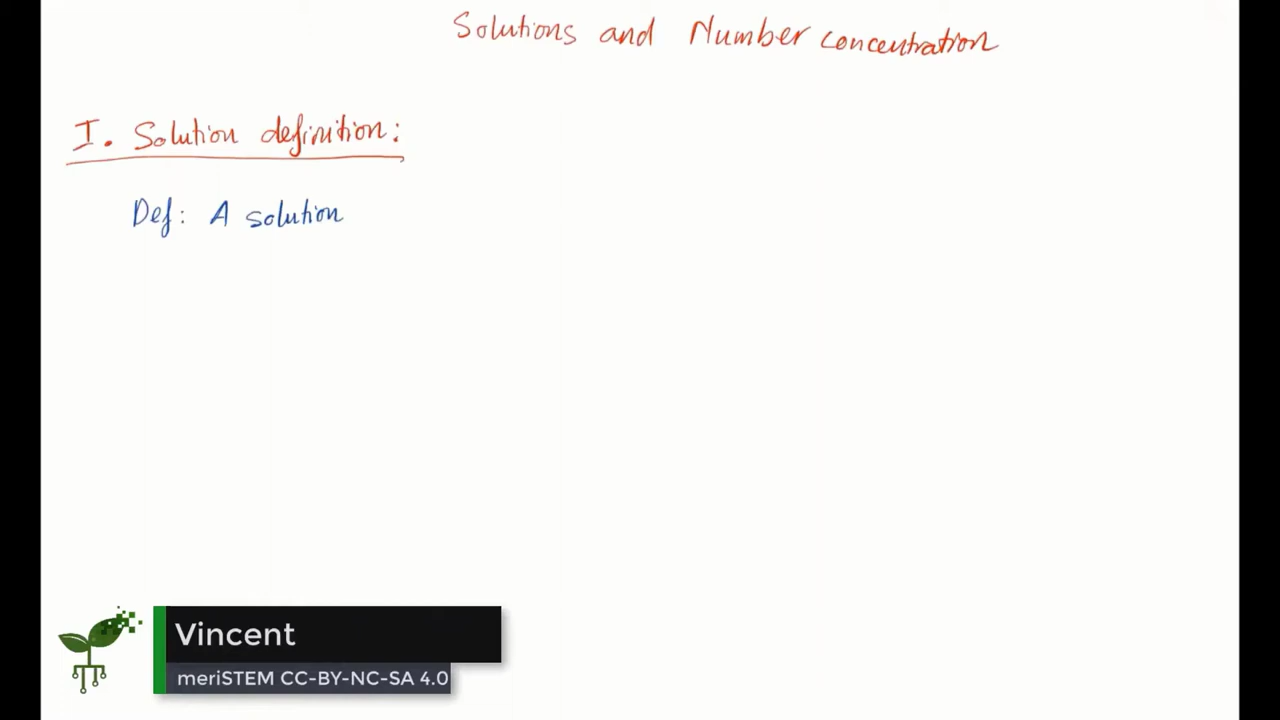 Solutions and Number concentration
I. Solution definition:
Def: A solution
Vincent
meriSTEM CC-BY-NC-SA 4.0